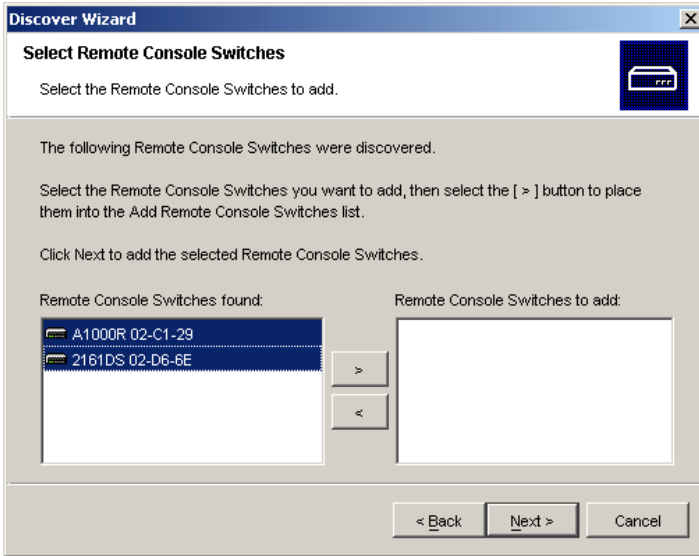 Discover Wizard
Select Remote Console Switches
Select the Remote Console Switches to add.
The following Remote Console Switches were discovered.
Select the Remote Console Switches you want to add, then select the [ > ] button to place
them into the Add Remote Console Switches list.
Click Next to add the selected Remote Console Switches.
Remote Console Switches found:
Remote Console Switches to add:
A1000R 02-C1-29
2161DS 02-D6-6E
>
<
< Back
Next >
Cancel